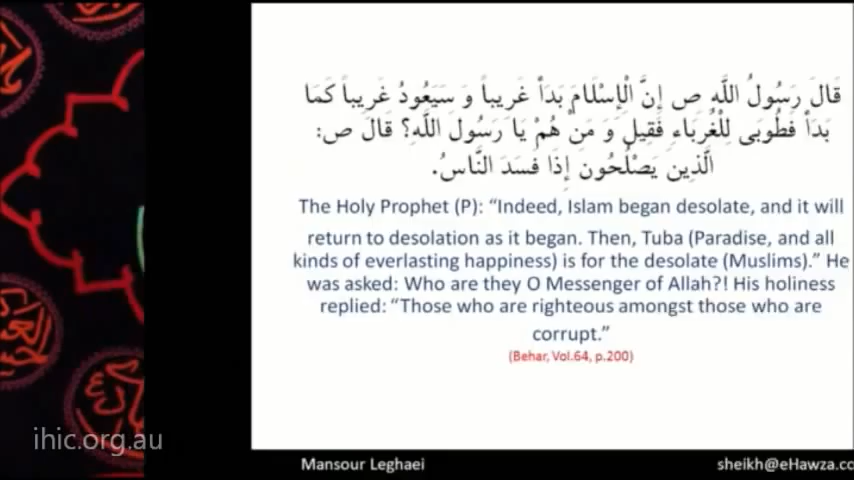 قَالَ رَسُولُ اللَّهِ ص إِنَّ الْإِسْلَامَ بَدَأَ غَرِيباً وَ سَيَعُودُ غَرِيباً كَمَا
بَدَأَ فَطُوبَى لِلْغُرَبَاءِ فَقِيلَ وَ مَنْ هُمْ يَا رَسُولَ اللَّهِ؟ قَالَ ص:
الَّذِينَ يَصْلُحُونَ إِذَا فَسَدَ النَّاسُ.
The Holy Prophet (P): “Indeed, Islam began desolate, and it will
return to desolation as it began. Then, Tuba (Paradise, and all
kinds of everlasting happiness) is for the desolate (Muslims).” He
was asked: Who are they O Messenger of Allah?! His holiness
replied: “Those who are righteous amongst those who are
corrupt.”
(Behar, Vol.64, p.200)
ihic.org.au
Mansour Leghaei
sheikh@eHawza.co